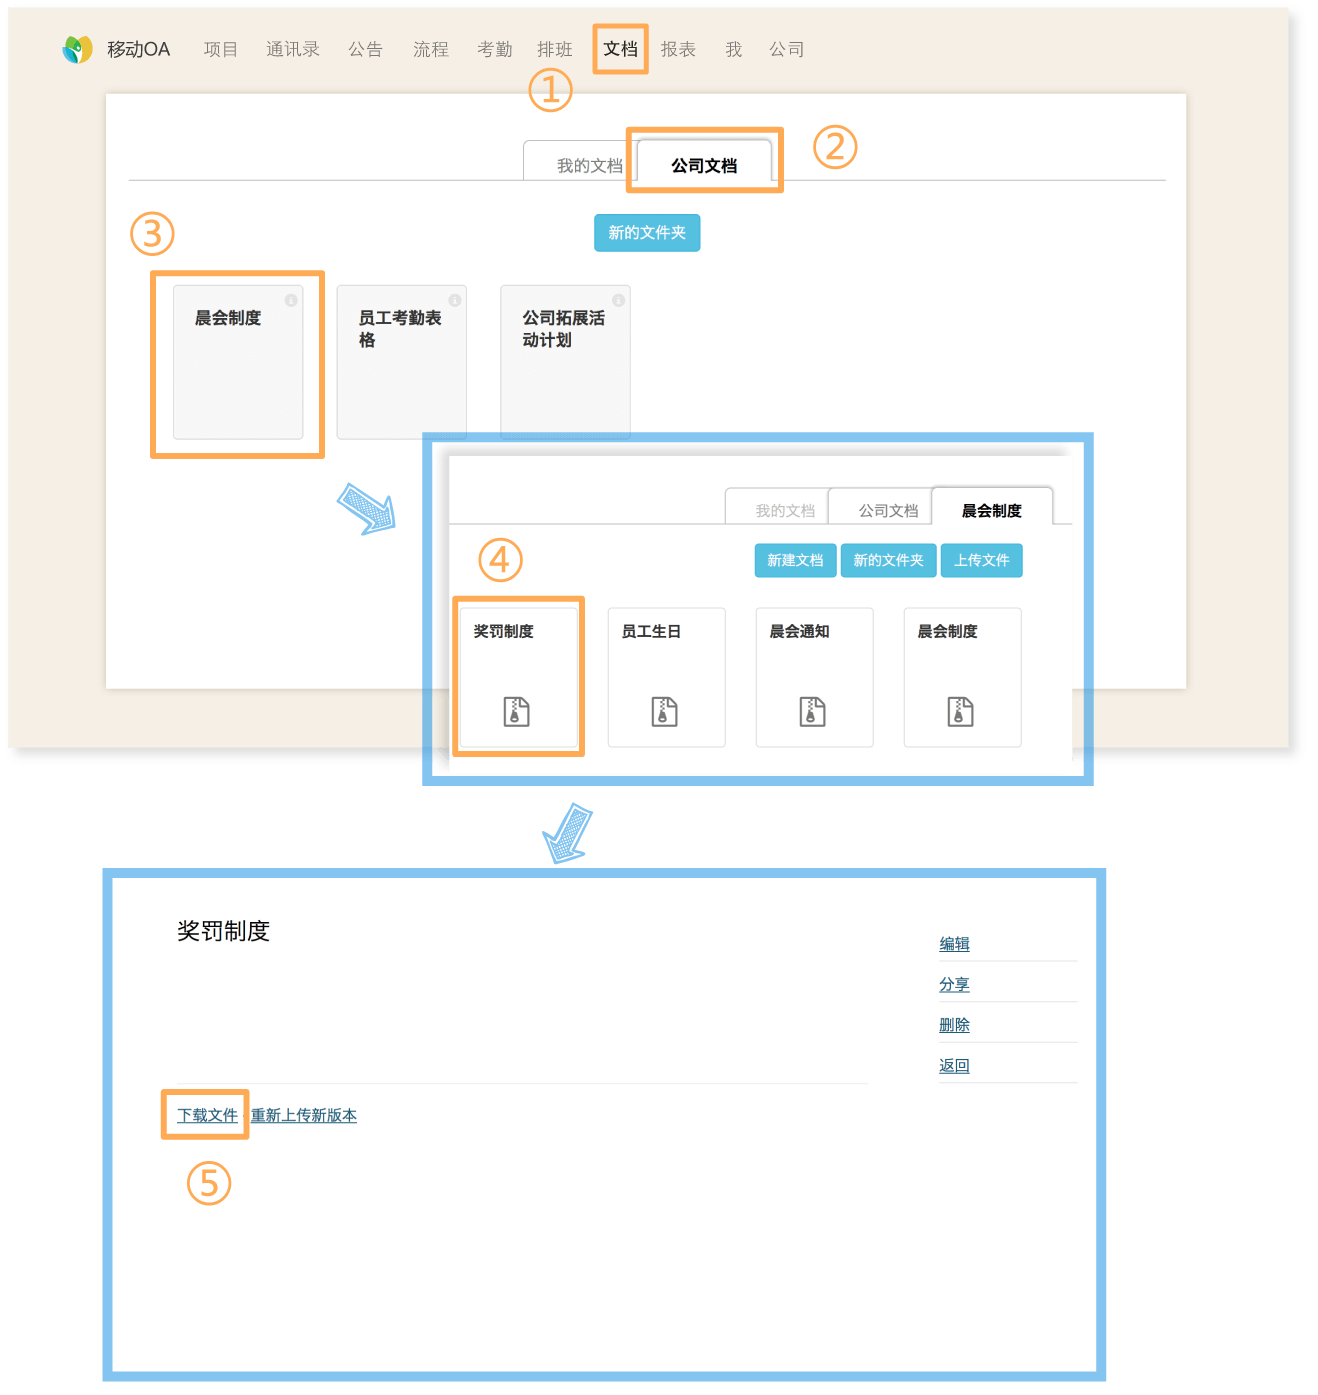 移动OA 项目 通讯录 公告 流程 考勤 排班 文档 报表 我 公司
①
我的文档 公司文档 ②
③ 新的文件夹
晨会制度 员工考勤表格 公司拓展活动计划
我的文档 公司文档 晨会制度
④ 新建文档 新的文件夹 上传文件
奖罚制度 员工生日 晨会通知 晨会制度
奖罚制度
编辑
分享
删除
返回
下载文件 重新上传新版本
⑤